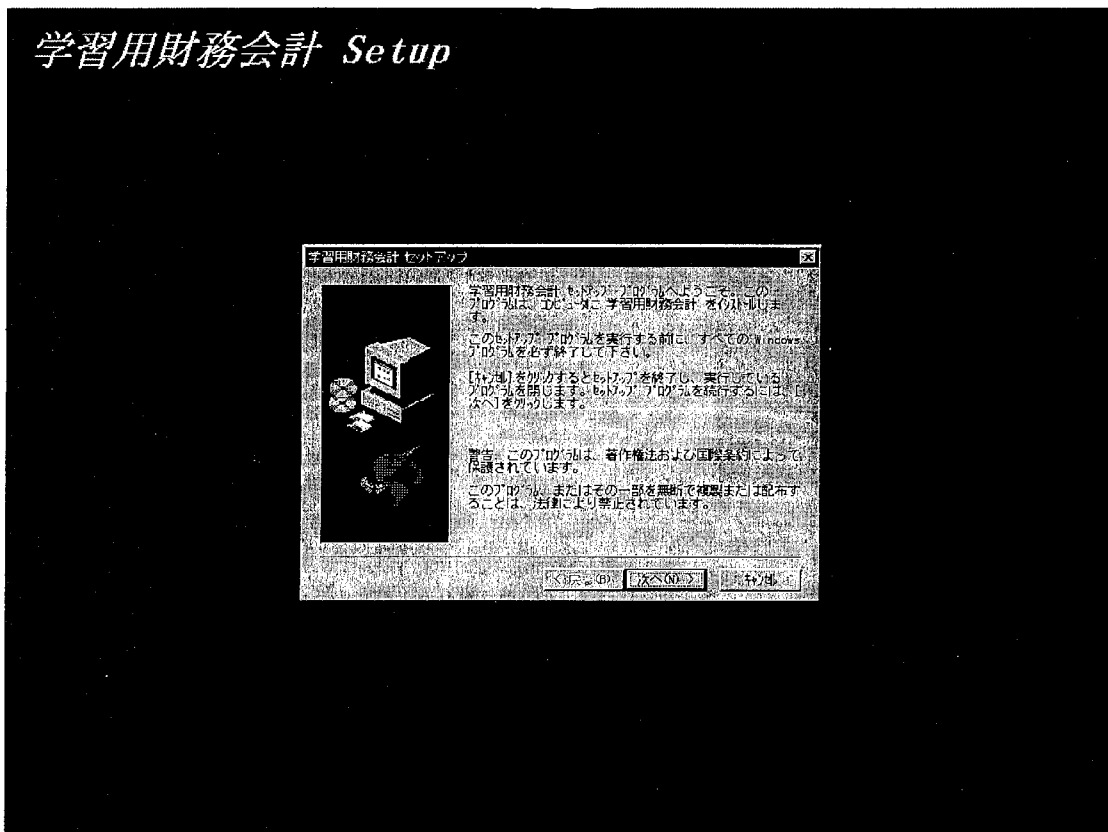 学習用財務会計 Setup
学習用財務会計 セットアップ
学習用財務会計 ｾｯﾄｱｯﾌﾟ ﾌﾟﾛｸﾞﾗﾑへようこそ。この
ﾌﾟﾛｸﾞﾗﾑは、ｺﾝﾋﾟｭｰﾀに 学習用財務会計 をｲﾝｽﾄｰﾙしま
す。
このｾｯﾄｱｯﾌﾟ ﾌﾟﾛｸﾞﾗﾑを実行する前に、すべての Windows
ﾌﾟﾛｸﾞﾗﾑを必ず終了して下さい。
[ｷｬﾝｾﾙ] をｸﾘｯｸするとｾｯﾄｱｯﾌﾟを終了し、実行している
ﾌﾟﾛｸﾞﾗﾑを閉じます。ｾｯﾄｱｯﾌﾟ ﾌﾟﾛｸﾞﾗﾑを続行するには、[
次へ] をｸﾘｯｸします。
警告: このﾌﾟﾛｸﾞﾗﾑは、著作権法および国際条約によって
保護されています。
このﾌﾟﾛｸﾞﾗﾑ、またはその一部を無断で複製または配布す
ることは、法律により禁止されています。
< 戻る(B) 次へ(N) > ｷｬﾝｾﾙ